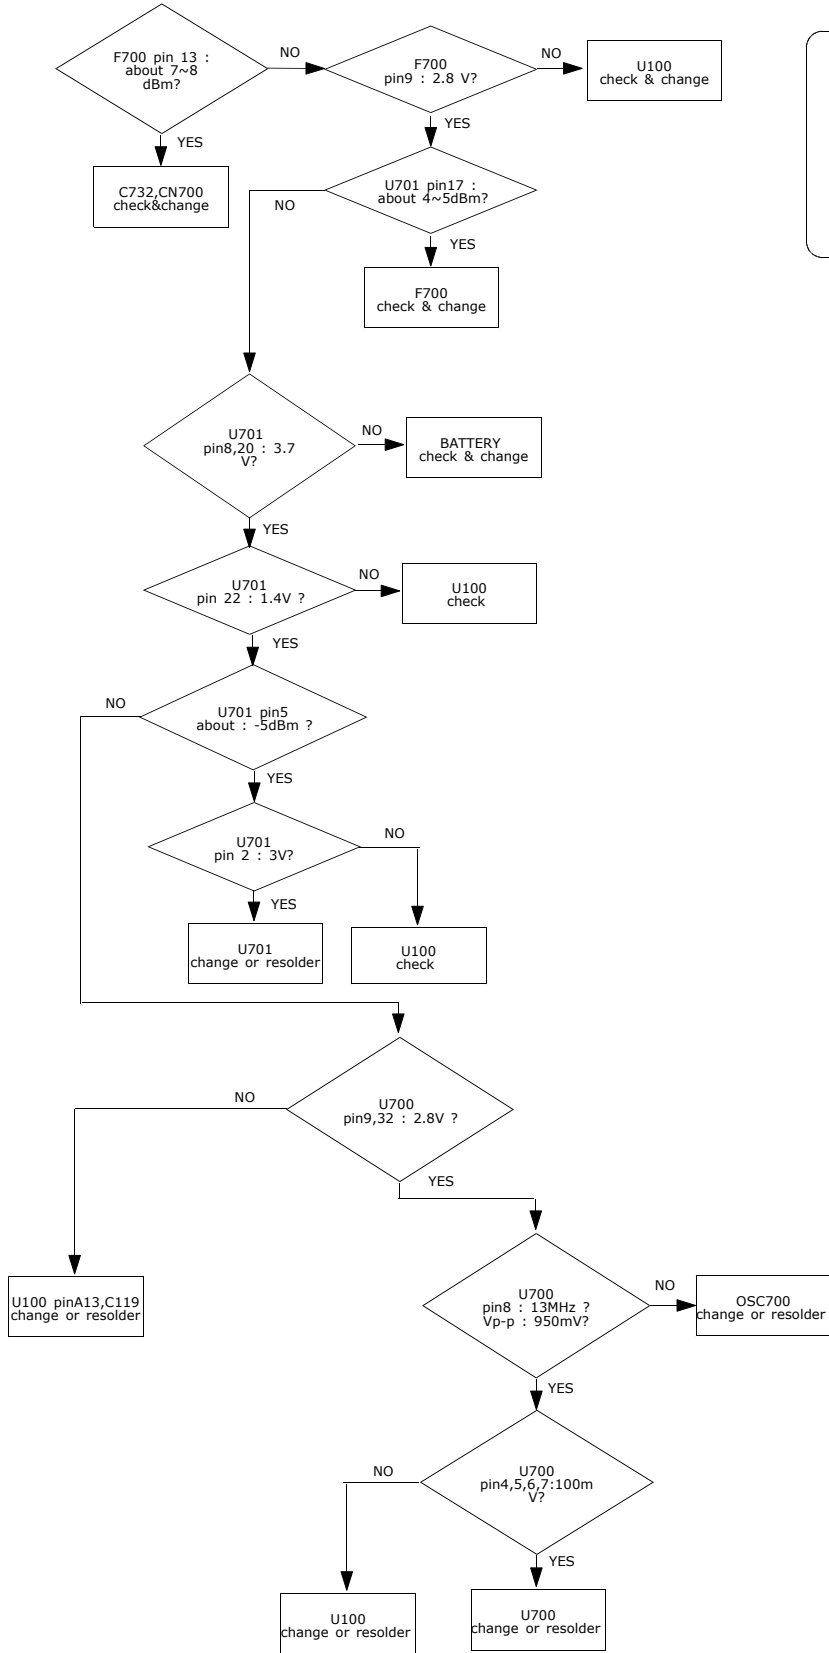 F700 pin 13 :
about 7~8
dBm?
NO
F700
pin9 : 2.8 V?
NO
U100
check & change
YES
C732,CN700
check&change
YES
U701 pin17 :
about 4~5dBm?
NO
YES
F700
check & change
U701
pin8,20 : 3.7
V?
NO
BATTERY
check & change
YES
U701
pin 22 : 1.4V ?
NO
U100
check
YES
NO
U701 pin5
about : -5dBm ?
YES
U701
pin 2 : 3V?
NO
YES
U701
change or resolder
U100
check
NO
U700
pin9,32 : 2.8V ?
YES
U100 pinA13,C119
change or resolder
U700
pin8 : 13MHz ?
Vp-p : 950mV?
NO
OSC700
change or resolder
YES
NO
U700
pin4,5,6,7:100m
V?
YES
U100
change or resolder
U700
change or resolder